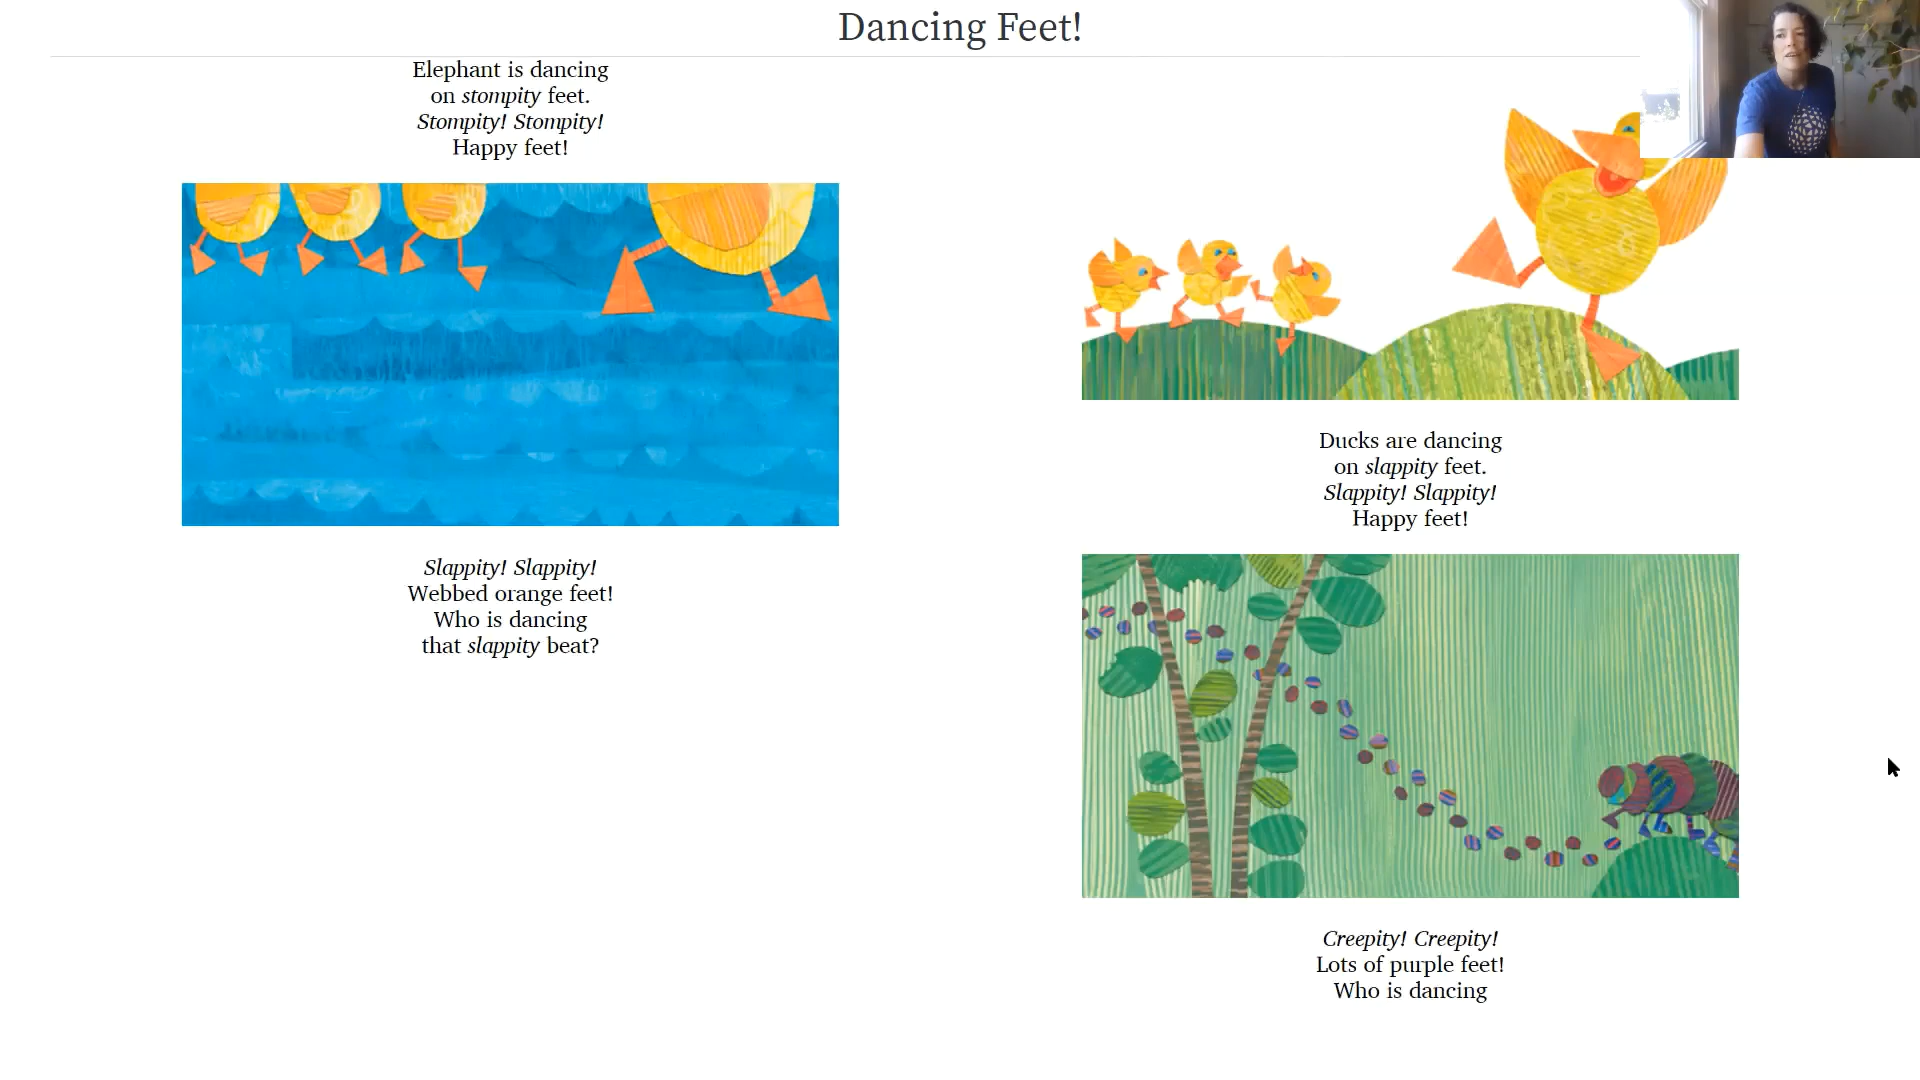 Dancing Feet!
Elephant is dancing
on stompity feet.
Stompity! Stompity!
Happy feet!
Slappity! Slappity!
Webbed orange feet!
Who is dancing
that slappity beat?
Ducks are dancing
on slappity feet.
Slappity! Slappity!
Happy feet!
Creepity! Creepity!
Lots of purple feet!
Who is dancing